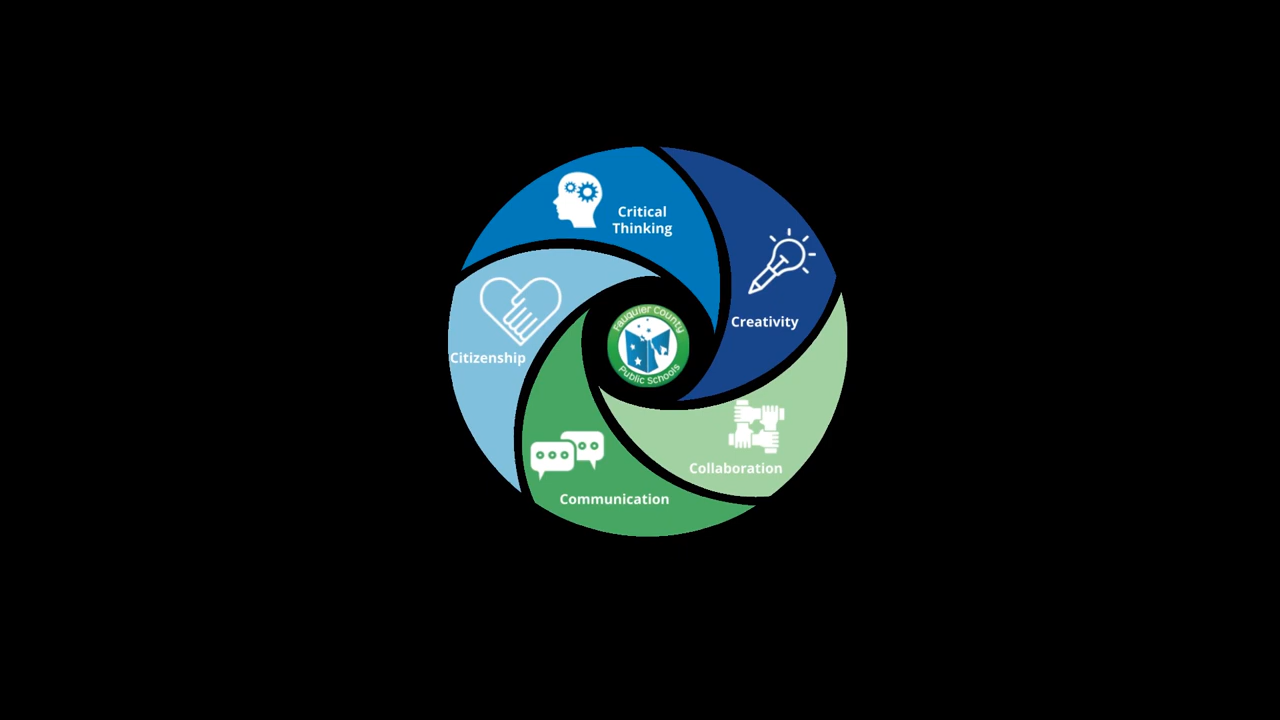 Critical
Thinking
Creativity
Citizenship
Fauquier County
Public Schools
Collaboration
Communication